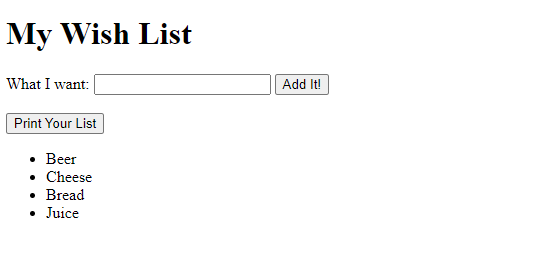 My Wish List
What I want: Add It!
Print Your List
Beer
Cheese
Bread
Juice